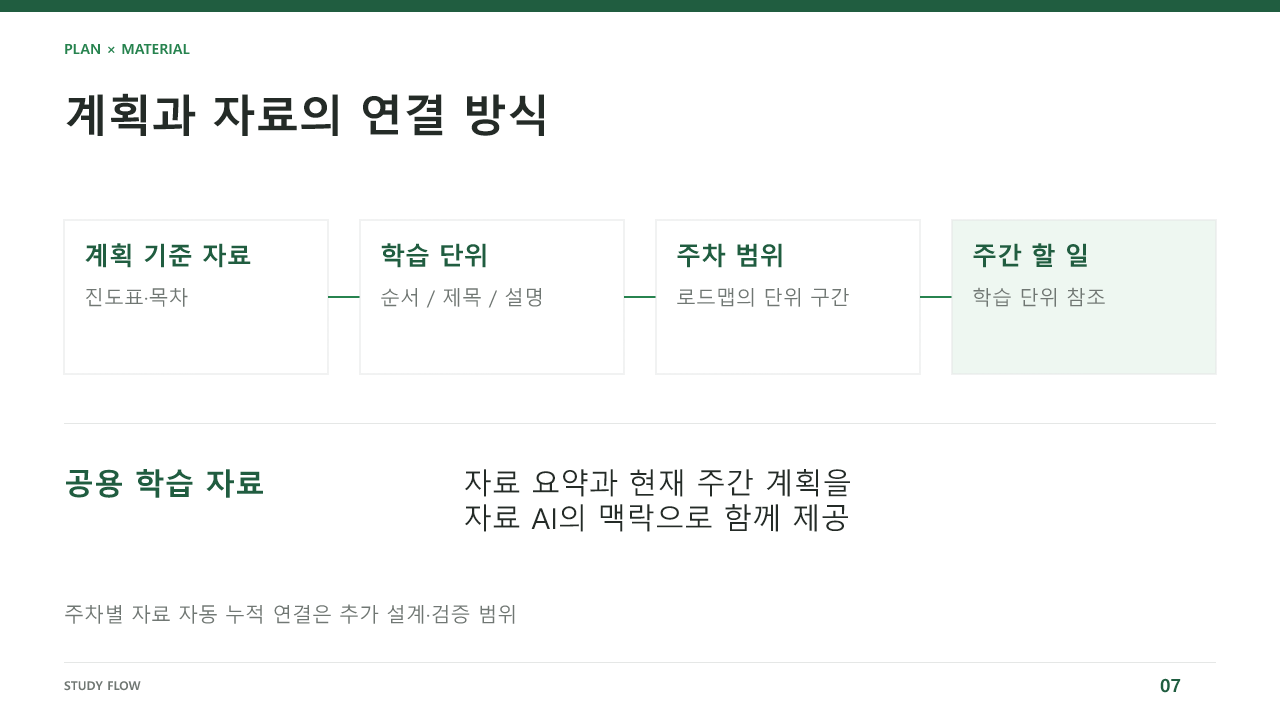 PLAN × MATERIAL
계획과 자료의 연결 방식
계획 기준 자료
진도표·목차
학습 단위
순서 / 제목 / 설명
주차 범위
로드맵의 단위 구간
주간 할 일
학습 단위 참조
공용 학습 자료
자료 요약과 현재 주간 계획을
자료 AI의 맥락으로 함께 제공
주차별 자료 자동 누적 연결은 추가 설계·검증 범위
STUDY FLOW
07